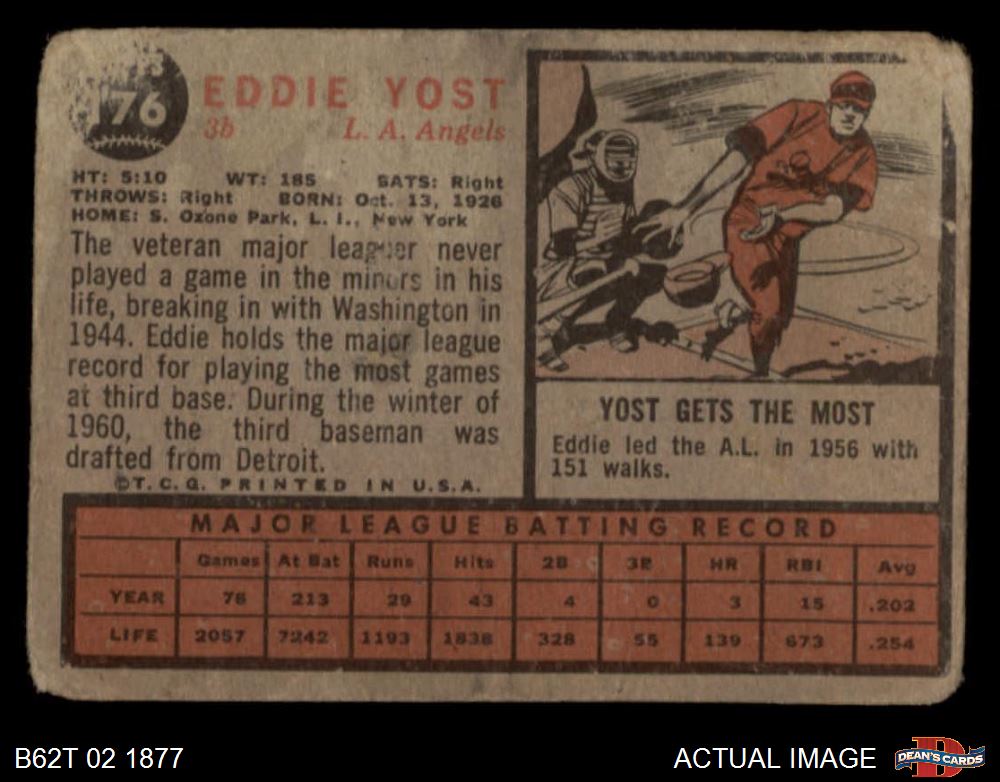 176
EDDIE YOST
3b L. A. Angels
HT: 5:10 WT: 185 BATS: Right
THROWS: Right BORN: Oct. 13, 1926
HOME: S. Ozone Park, L. I., New York
The veteran major leaguer never
played a game in the minors in his
life, breaking in with Washington in
1944. Eddie holds the major league
record for playing the most games
at third base. During the winter of
1960, the third baseman was
drafted from Detroit.
©T.C.G. PRINTED IN U.S.A.
YOST GETS THE MOST
Eddie led the A.L. in 1956 with
151 walks.
MAJOR LEAGUE BATTING RECORD
Games At Bat Runs Hits 2B 3B HR RBI Avg
YEAR 76 213 29 43 4 0 3 15 .202
LIFE 2057 7242 1193 1838 328 55 139 673 .254
B62T 02 1877
ACTUAL IMAGE
DEAN'S CARDS